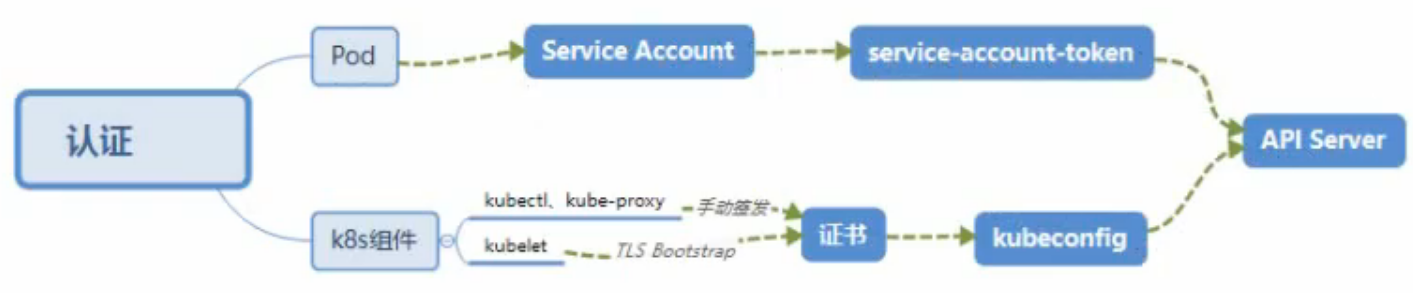 认证
Pod
Service Account
service-account-token
API Server
k8s组件
kubectl、kube-proxy
手动签发
kubelet
TLS Bootstrap
证书
kubeconfig